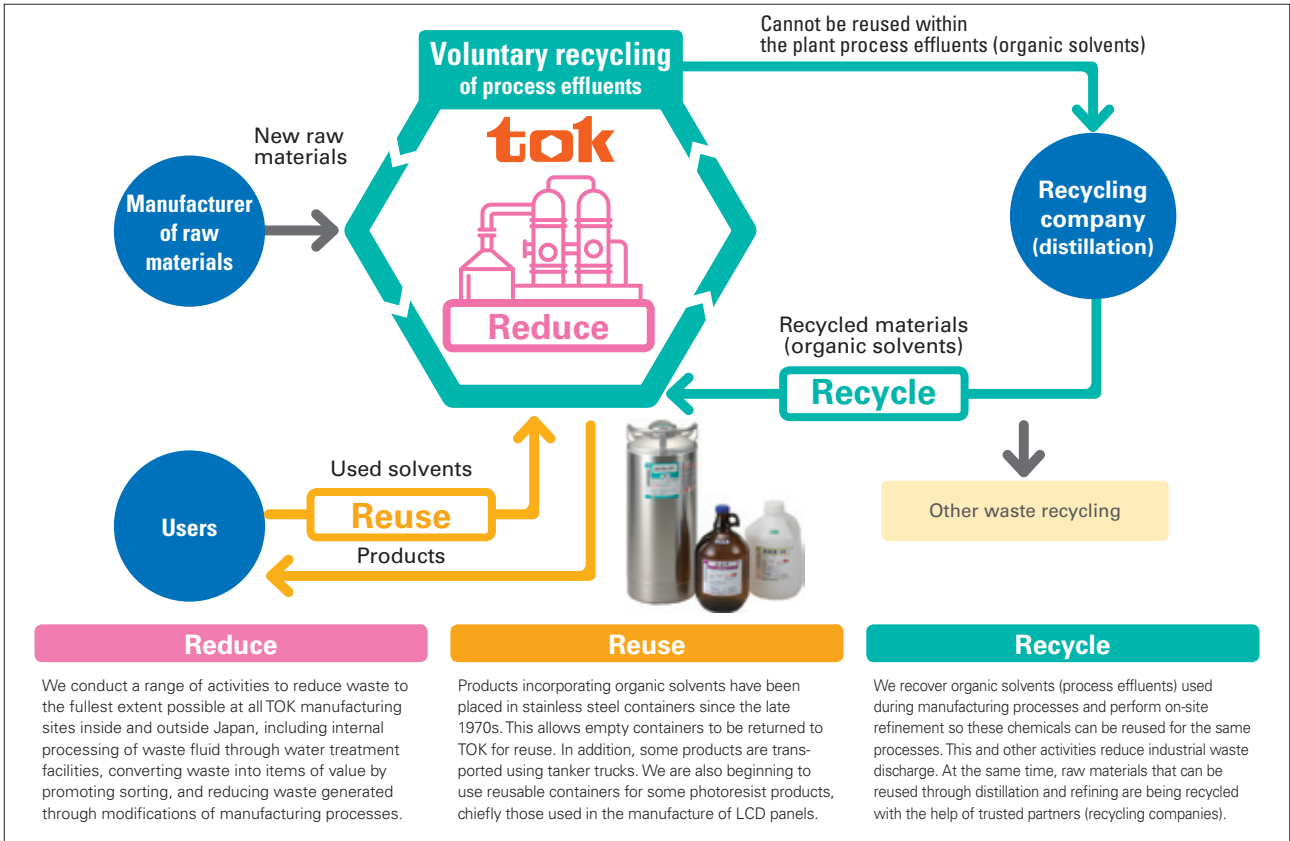 Cannot be reused within
the plant process effluents (organic solvents)
Voluntary recycling
of process effluents
tok
New raw
materials
Manufacturer
of raw
materials
Recycling
company
(distillation)
Reduce
Recycled materials
(organic solvents)
Recycle
Used solvents
Reuse
Users
Products
Other waste recycling
Reduce
We conduct a range of activities to reduce waste to
the fullest extent possible at all TOK manufacturing
sites inside and outside Japan, including internal
processing of waste fluid through water treatment
facilities, converting waste into items of value by
promoting sorting, and reducing waste generated
through modifications of manufacturing processes.
Reuse
Products incorporating organic solvents have been
placed in stainless steel containers since the late
1970s. This allows empty containers to be returned to
TOK for reuse. In addition, some products are trans-
ported using tanker trucks. We are also beginning to
use reusable containers for some photoresist products,
chiefly those used in the manufacture of LCD panels.
Recycle
We recover organic solvents (process effluents) used
during manufacturing processes and perform on-site
refinement so these chemicals can be reused for the same
processes. This and other activities reduce industrial waste
discharge. At the same time, raw materials that can be
reused through distillation and refining are being recycled
with the help of trusted partners (recycling companies).